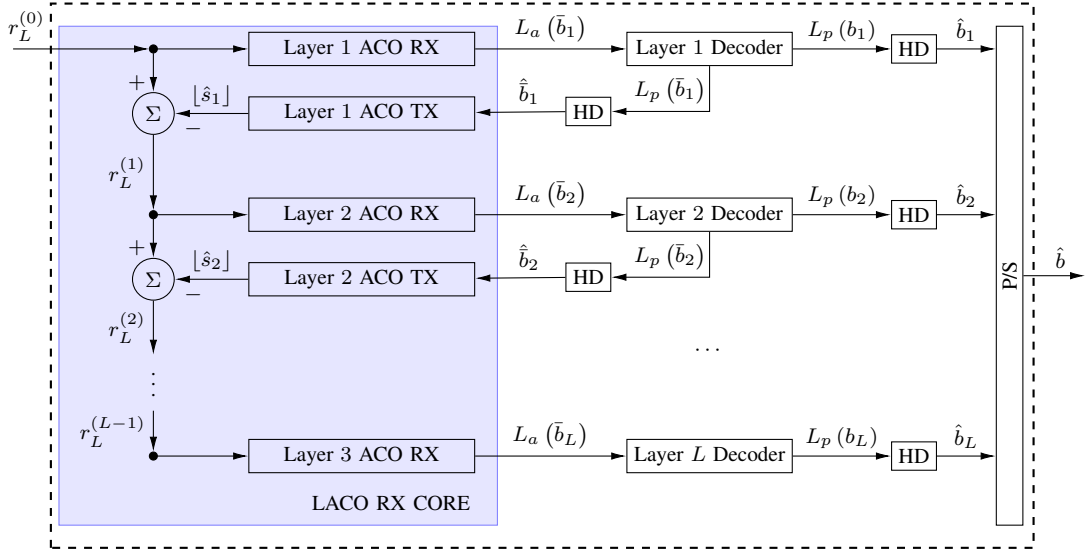 r_L^{(0)}
Layer 1 ACO RX
L_a (b̄_1)
Layer 1 Decoder
L_p (b_1)
HD
b̂_1
+
Σ
−
⌊ŝ_1⌋
Layer 1 ACO TX
b̄̂_1
HD
L_p (b̄_1)
r_L^{(1)}
Layer 2 ACO RX
L_a (b̄_2)
Layer 2 Decoder
L_p (b_2)
HD
b̂_2
+
Σ
−
⌊ŝ_2⌋
Layer 2 ACO TX
b̄̂_2
HD
L_p (b̄_2)
P/S
b̂
r_L^{(2)}
⋮
...
r_L^{(L−1)}
Layer 3 ACO RX
L_a (b̄_L)
Layer L Decoder
L_p (b_L)
HD
b̂_L
LACO RX CORE